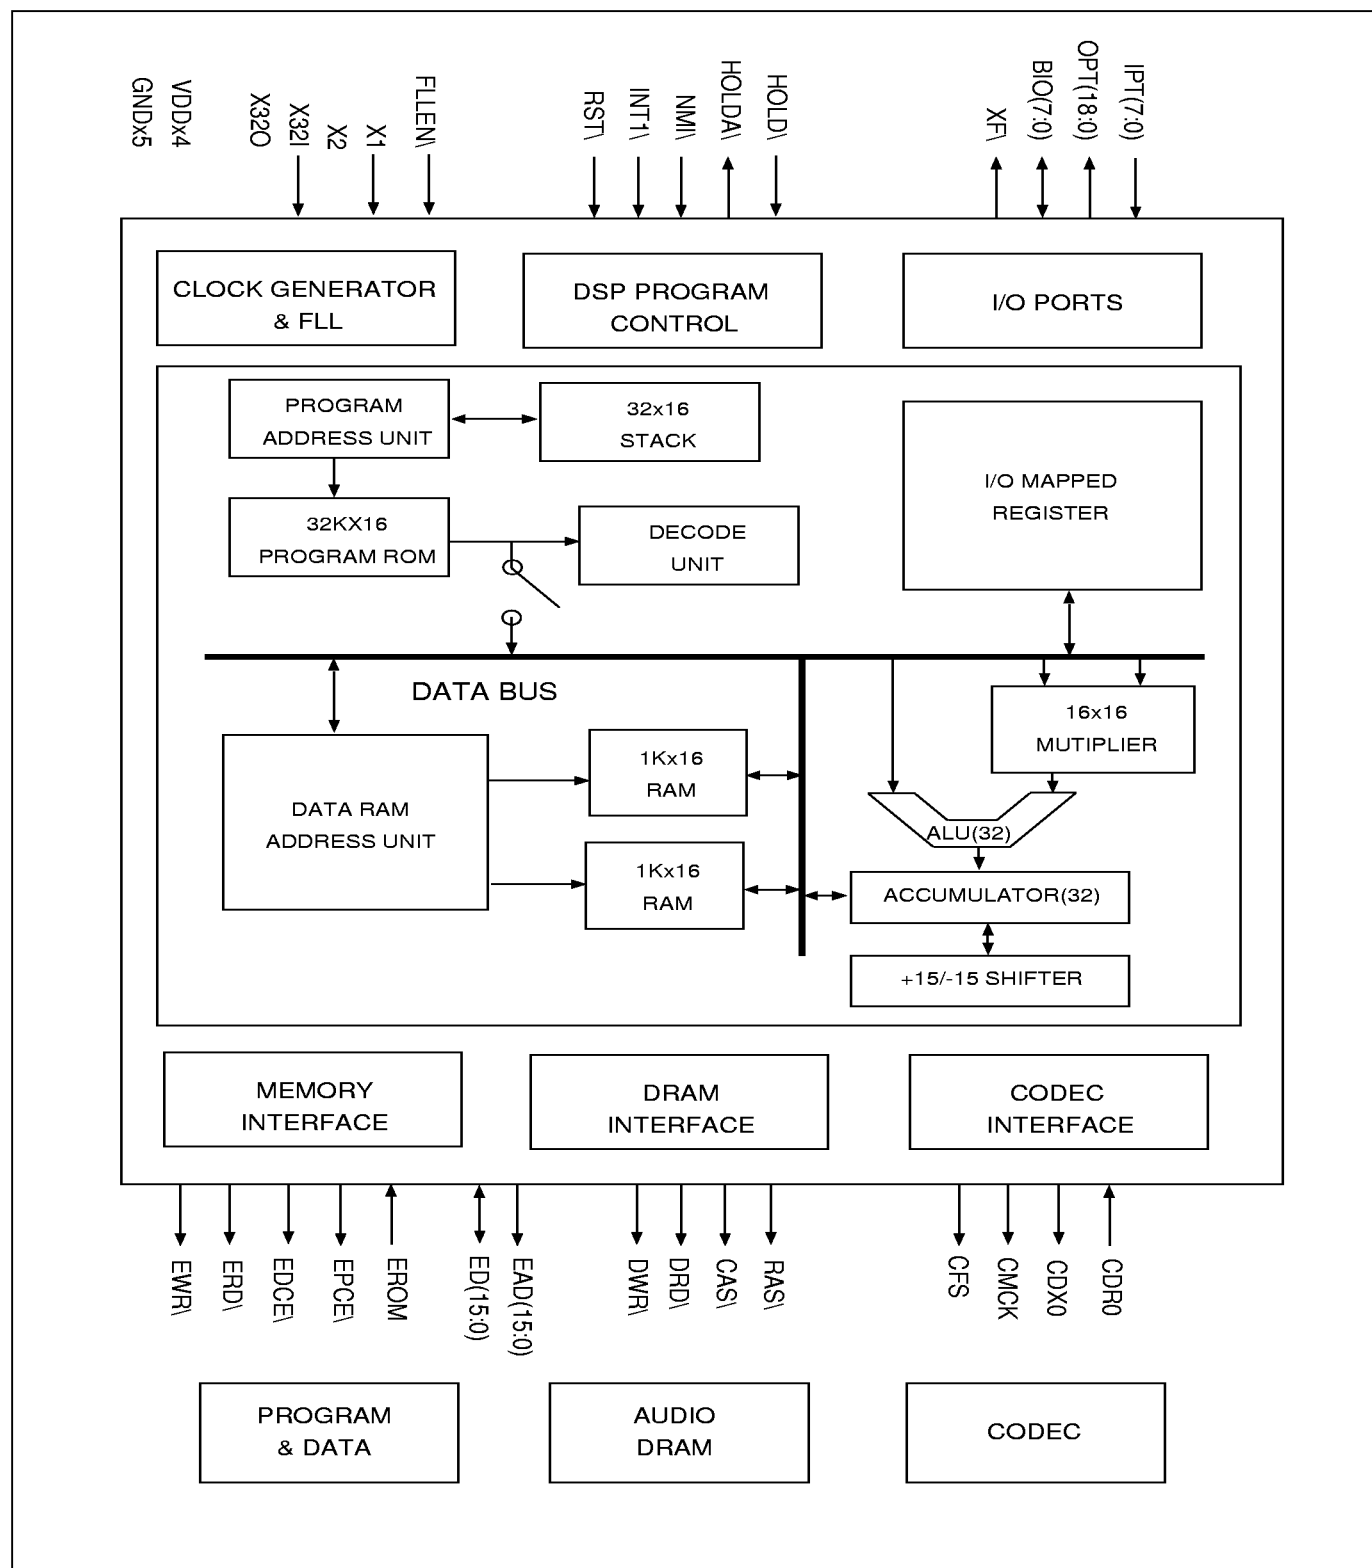 GNDx5
VDDx4
X32O
X32I
X2
X1
FLLEN\
RST\
INT1\
NMI\
HOLDA\
HOLD\
XF\
BIO(7:0)
OPT(18:0)
IPT(7:0)
CLOCK GENERATOR
& FLL
DSP PROGRAM
CONTROL
I/O PORTS
PROGRAM
ADDRESS UNIT
32x16
STACK
I/O MAPPED
REGISTER
32KX16
PROGRAM ROM
DECODE
UNIT
DATA BUS
16x16
MUTIPLIER
1Kx16
RAM
DATA RAM
ADDRESS UNIT
ALU(32)
1Kx16
RAM
ACCUMULATOR(32)
+15/-15 SHIFTER
MEMORY
INTERFACE
DRAM
INTERFACE
CODEC
INTERFACE
EWR\
ERD\
EDCE\
EPCE\
EROM
ED(15:0)
EAD(15:0)
DWR\
DRD\
CAS\
RAS\
CFS
CMCK
CDX0
CDR0
PROGRAM
& DATA
AUDIO
DRAM
CODEC